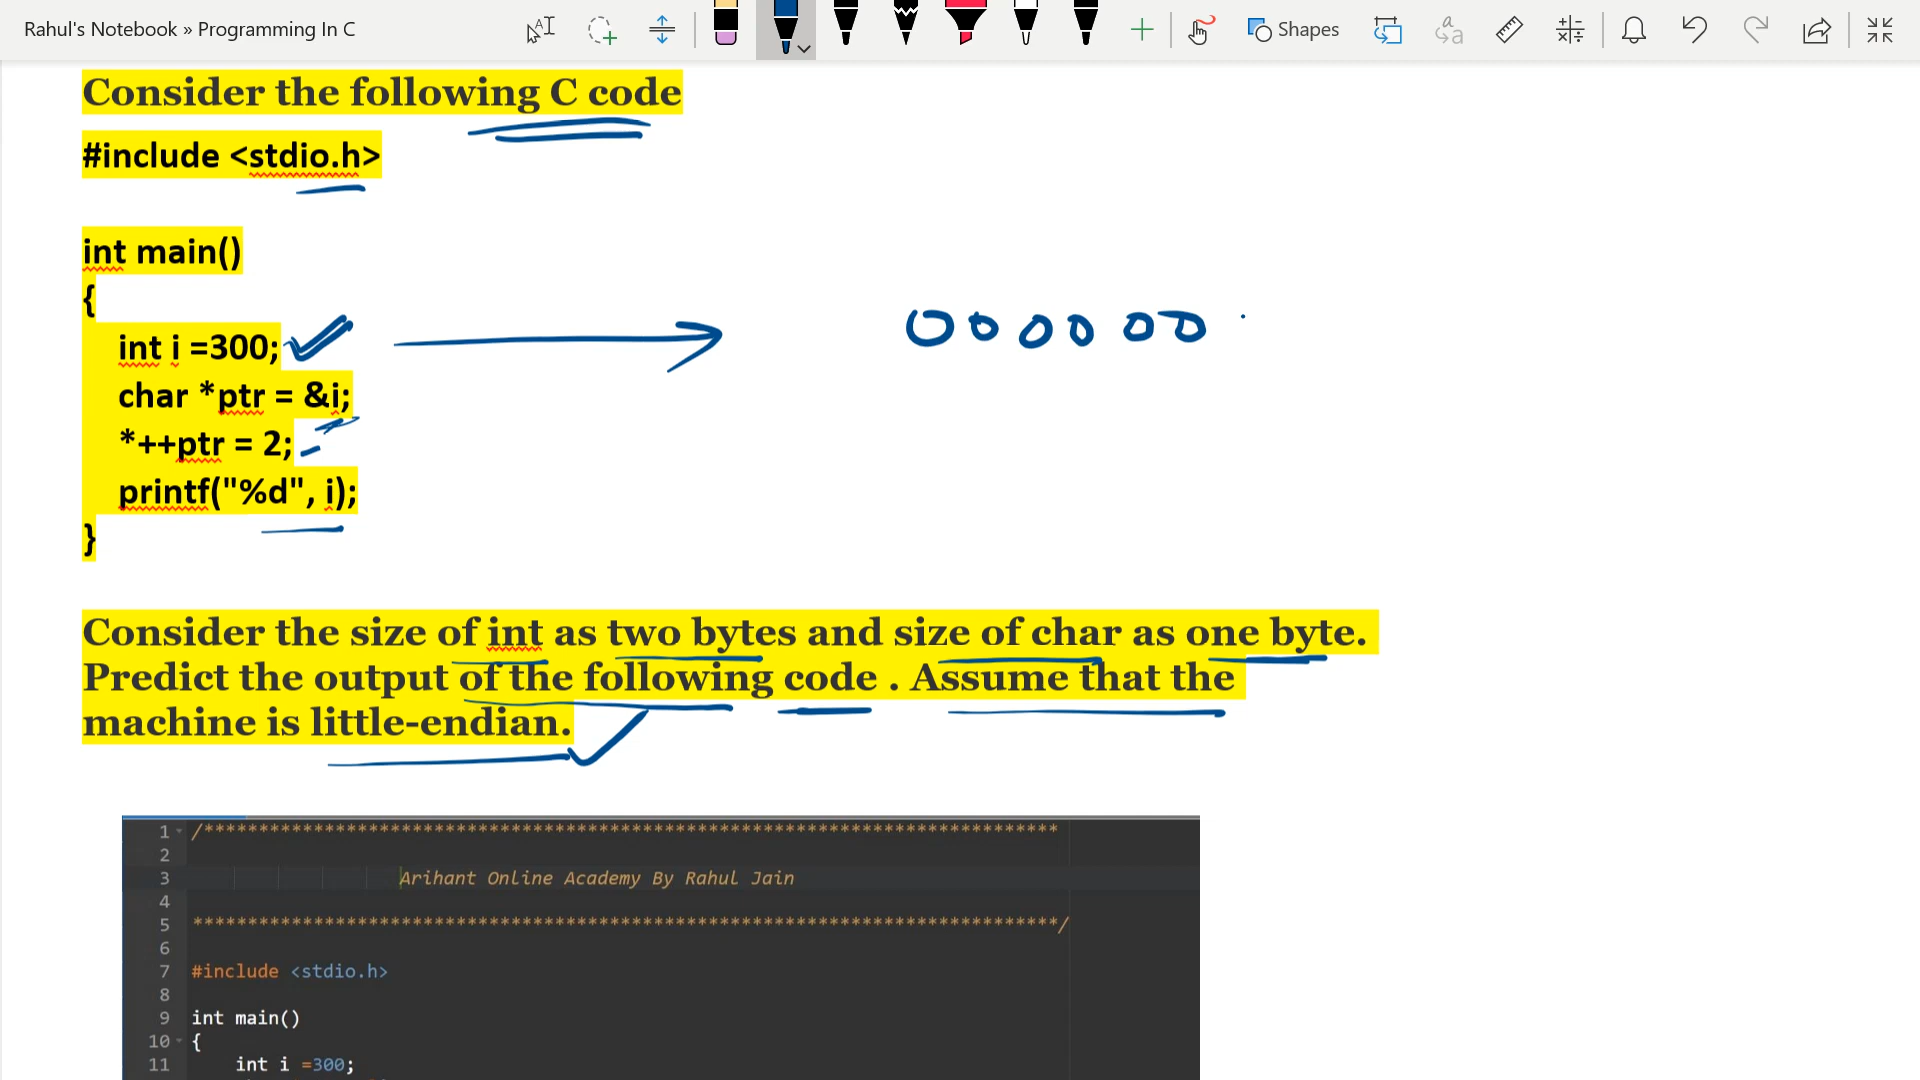 Rahul's Notebook » Programming In C
Shapes
Consider the following C code
#include <stdio.h>
int main()
{
int i =300;
000000
char *ptr = &i;
*++ptr = 2;
printf("%d", i);
}
Consider the size of int as two bytes and size of char as one byte.
Predict the output of the following code . Assume that the
machine is little-endian.
1 /******************************************************************************
2
3 Arihant Online Academy By Rahul Jain
4
5 *******************************************************************************/
6
7 #include <stdio.h>
8
9 int main()
10 {
11 int i =300;